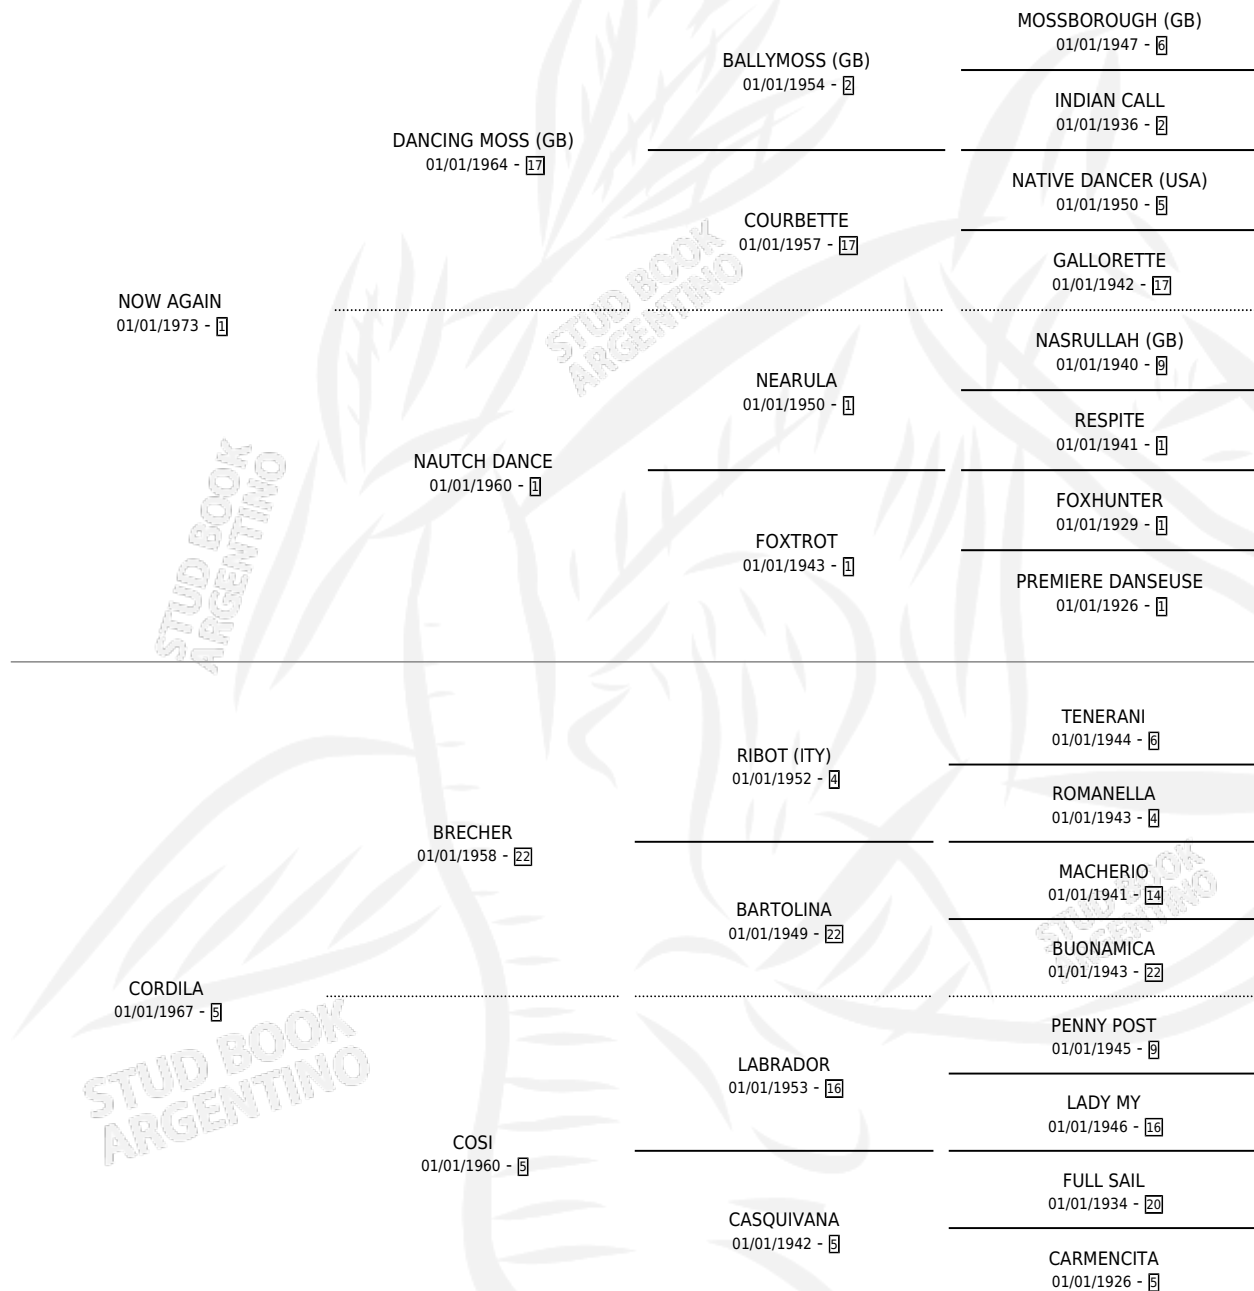 MOSSBOROUGH (GB)
01/01/1947 - 6
BALLYMOSS (GB)
01/01/1954 - 2
INDIAN CALL
01/01/1936 - 2
DANCING MOSS (GB)
01/01/1964 - 17
NATIVE DANCER (USA)
01/01/1950 - 5
COURBETTE
01/01/1957 - 17
GALLORETTE
01/01/1942 - 17
NOW AGAIN
01/01/1973 - 1
NASRULLAH (GB)
01/01/1940 - 9
NEARULA
01/01/1950 - 1
RESPITE
01/01/1941 - 1
NAUTCH DANCE
01/01/1960 - 1
FOXHUNTER
01/01/1929 - 1
FOXTROT
01/01/1943 - 1
PREMIERE DANSEUSE
01/01/1926 - 1
TENERANI
01/01/1944 - 6
RIBOT (ITY)
01/01/1952 - 4
ROMANELLA
01/01/1943 - 4
BRECHER
01/01/1958 - 22
MACHERIO
01/01/1941 - 14
BARTOLINA
01/01/1949 - 22
BUONAMICA
01/01/1943 - 22
CORDILA
01/01/1967 - 5
PENNY POST
01/01/1945 - 9
LABRADOR
01/01/1953 - 16
LADY MY
01/01/1946 - 16
COSI
01/01/1960 - 5
FULL SAIL
01/01/1934 - 20
CASQUIVANA
01/01/1942 - 5
CARMENCITA
01/01/1926 - 5
STUD BOOK
ARGENTINO
STUD BOOK
ARGENTINO
STUD BOOK
ARGENTINO
STUD BOOK
ARGENTINO